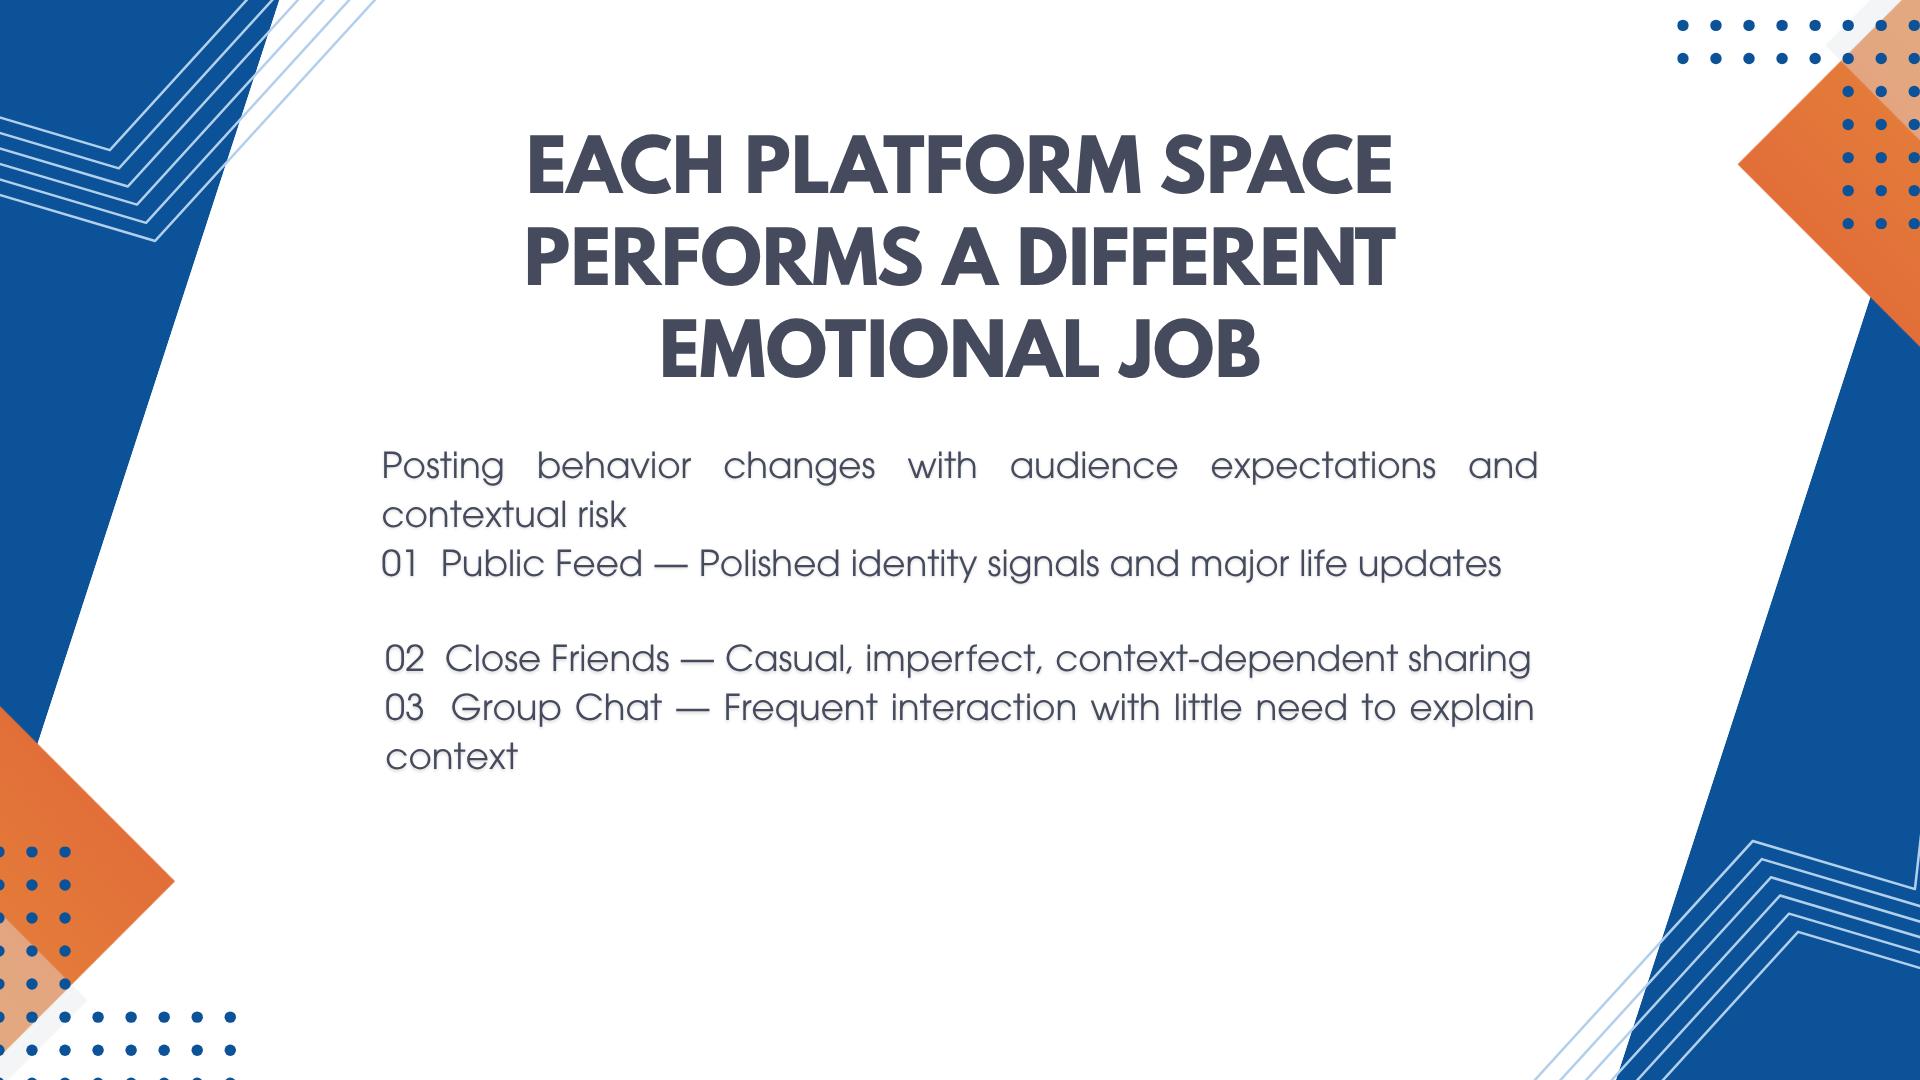 EACH PLATFORM SPACE
PERFORMS A DIFFERENT
EMOTIONAL JOB
Posting behavior changes with audience expectations and
contextual risk
01 Public Feed — Polished identity signals and major life updates
02 Close Friends — Casual, imperfect, context-dependent sharing
03 Group Chat — Frequent interaction with little need to explain
context